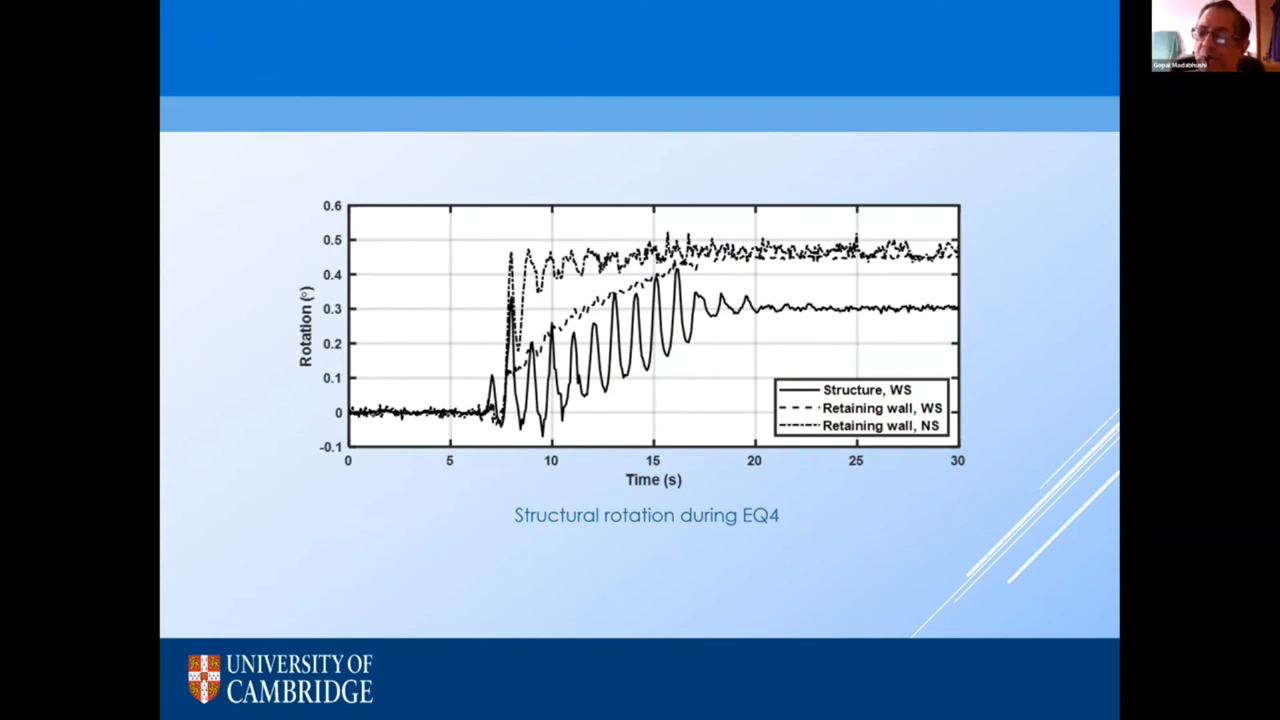 Gopal Madabhushi
0.6
0.5
0.4
0.3
0.2
0.1
0
-0.1
Rotation (°)
0 5 10 15 20 25 30
Time (s)
Structure, WS
Retaining wall, WS
Retaining wall, NS
Structural rotation during EQ4
UNIVERSITY OF
CAMBRIDGE